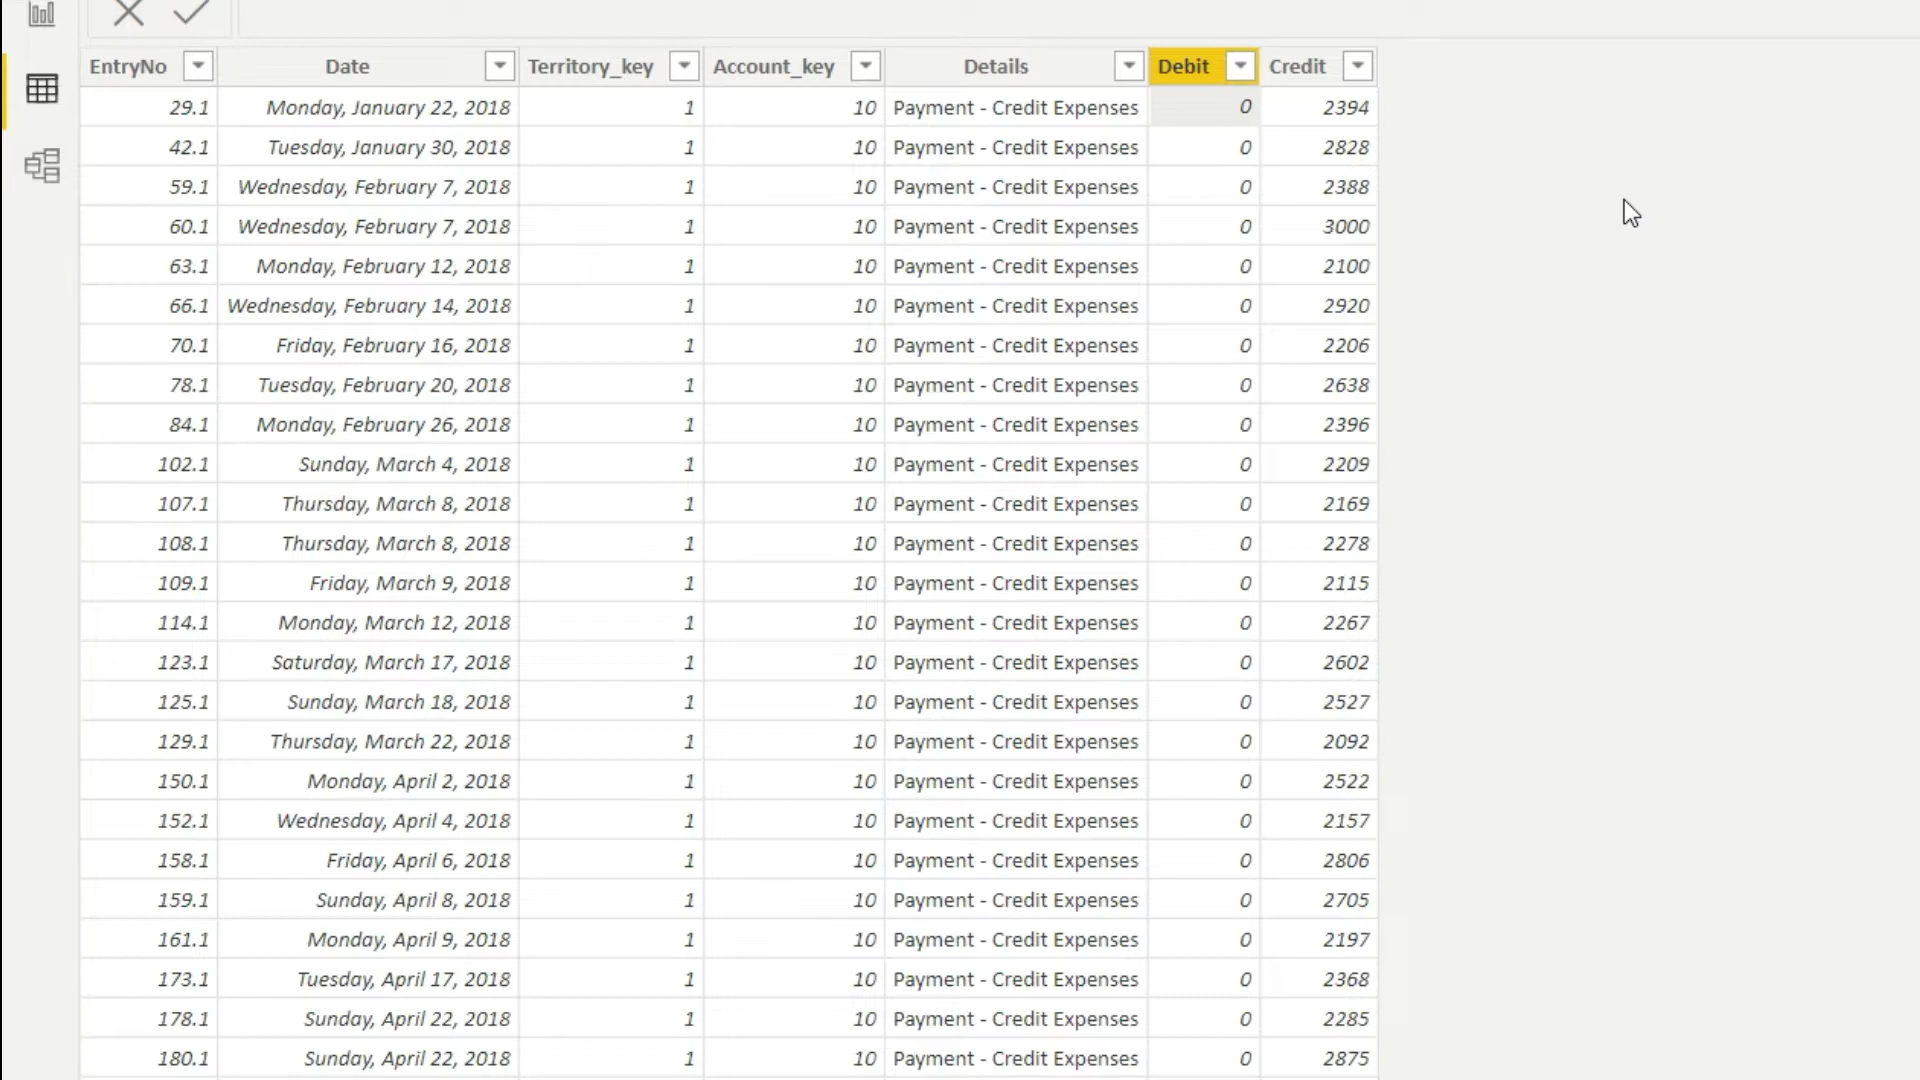 EntryNo Date Territory_key Account_key Details Debit Credit
29.1 Monday, January 22, 2018 1 10 Payment - Credit Expenses 0 2394
42.1 Tuesday, January 30, 2018 1 10 Payment - Credit Expenses 0 2828
59.1 Wednesday, February 7, 2018 1 10 Payment - Credit Expenses 0 2388
60.1 Wednesday, February 7, 2018 1 10 Payment - Credit Expenses 0 3000
63.1 Monday, February 12, 2018 1 10 Payment - Credit Expenses 0 2100
66.1 Wednesday, February 14, 2018 1 10 Payment - Credit Expenses 0 2920
70.1 Friday, February 16, 2018 1 10 Payment - Credit Expenses 0 2206
78.1 Tuesday, February 20, 2018 1 10 Payment - Credit Expenses 0 2638
84.1 Monday, February 26, 2018 1 10 Payment - Credit Expenses 0 2396
102.1 Sunday, March 4, 2018 1 10 Payment - Credit Expenses 0 2209
107.1 Thursday, March 8, 2018 1 10 Payment - Credit Expenses 0 2169
108.1 Thursday, March 8, 2018 1 10 Payment - Credit Expenses 0 2278
109.1 Friday, March 9, 2018 1 10 Payment - Credit Expenses 0 2115
114.1 Monday, March 12, 2018 1 10 Payment - Credit Expenses 0 2267
123.1 Saturday, March 17, 2018 1 10 Payment - Credit Expenses 0 2602
125.1 Sunday, March 18, 2018 1 10 Payment - Credit Expenses 0 2527
129.1 Thursday, March 22, 2018 1 10 Payment - Credit Expenses 0 2092
150.1 Monday, April 2, 2018 1 10 Payment - Credit Expenses 0 2522
152.1 Wednesday, April 4, 2018 1 10 Payment - Credit Expenses 0 2157
158.1 Friday, April 6, 2018 1 10 Payment - Credit Expenses 0 2806
159.1 Sunday, April 8, 2018 1 10 Payment - Credit Expenses 0 2705
161.1 Monday, April 9, 2018 1 10 Payment - Credit Expenses 0 2197
173.1 Tuesday, April 17, 2018 1 10 Payment - Credit Expenses 0 2368
178.1 Sunday, April 22, 2018 1 10 Payment - Credit Expenses 0 2285
180.1 Sunday, April 22, 2018 1 10 Payment - Credit Expenses 0 2875